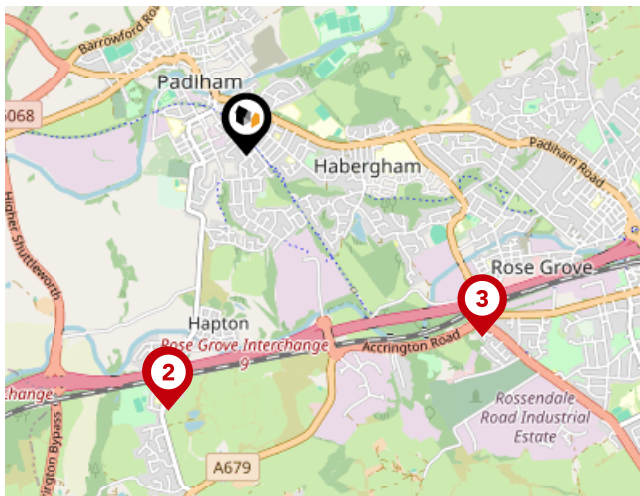 Barrowford Road
Padiham
6068
Habergham
Padiham Road
Higher Shuttleworth
Rose Grove
3
Hapton
Rose Grove Interchange
9
Accrington Road
2
change
Rossendale
Road Industrial
Estate
rington Bypass
A679